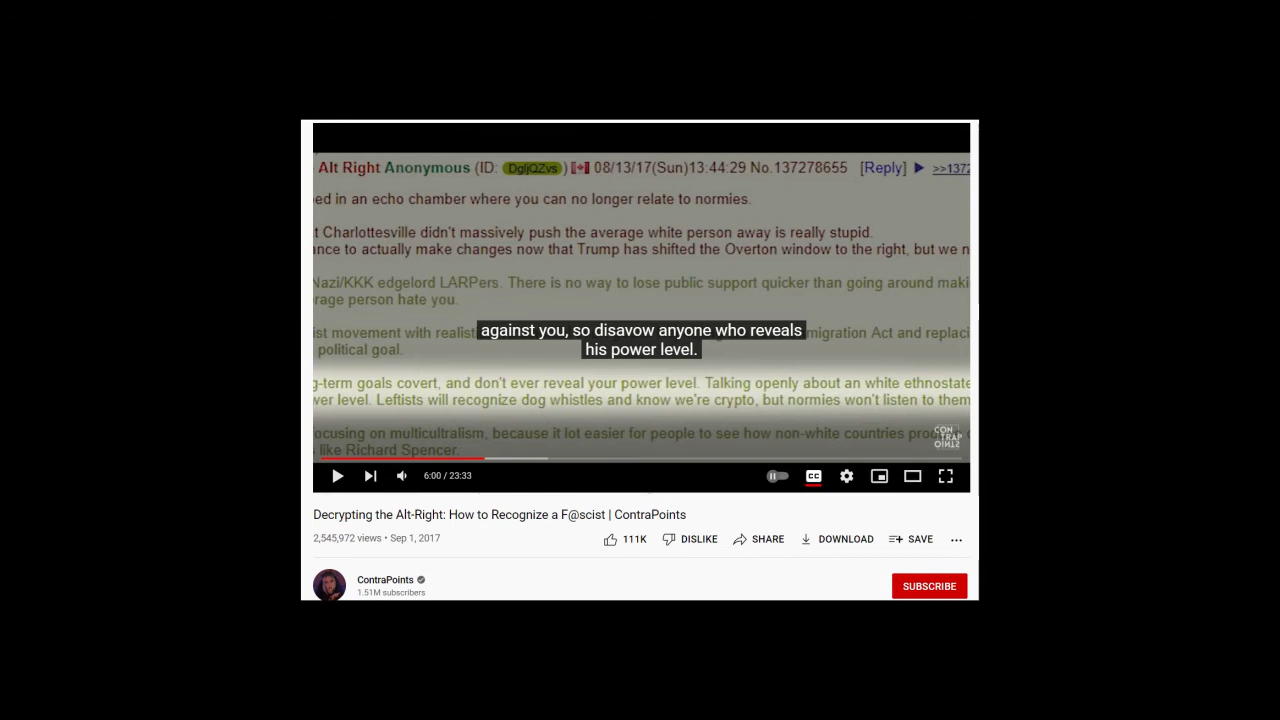 Alt Right Anonymous (ID: DgljQZvs) 08/13/17(Sun)13:44:29 No.137278655 [Reply] ▶ >>1372
ed in an echo chamber where you can no longer relate to normies.
t Charlottesville didn't massively push the average white person away is really stupid.
ance to actually make changes now that Trump has shifted the Overton window to the right, but we n
Nazi/KKK edgelord LARPers. There is no way to lose public support quicker than going around maki
rage person hate you.
ist movement with realist
migration Act and replaci
political goal.
against you, so disavow anyone who reveals
his power level.
g-term goals covert, and don't ever reveal your power level. Talking openly about an white ethnostate
wer level. Leftists will recognize dog whistles and know we're crypto, but normies won't listen to them
ocusing on multicultralism, because it lot easier for people to see how non-white countries
like Richard Spencer.
CON
TRAP
OINTS
6:00 / 23:33
CC
Decrypting the Alt-Right: How to Recognize a F@scist | ContraPoints
2,545,972 views • Sep 1, 2017
111K DISLIKE SHARE DOWNLOAD SAVE ...
ContraPoints
1.51M subscribers
SUBSCRIBE